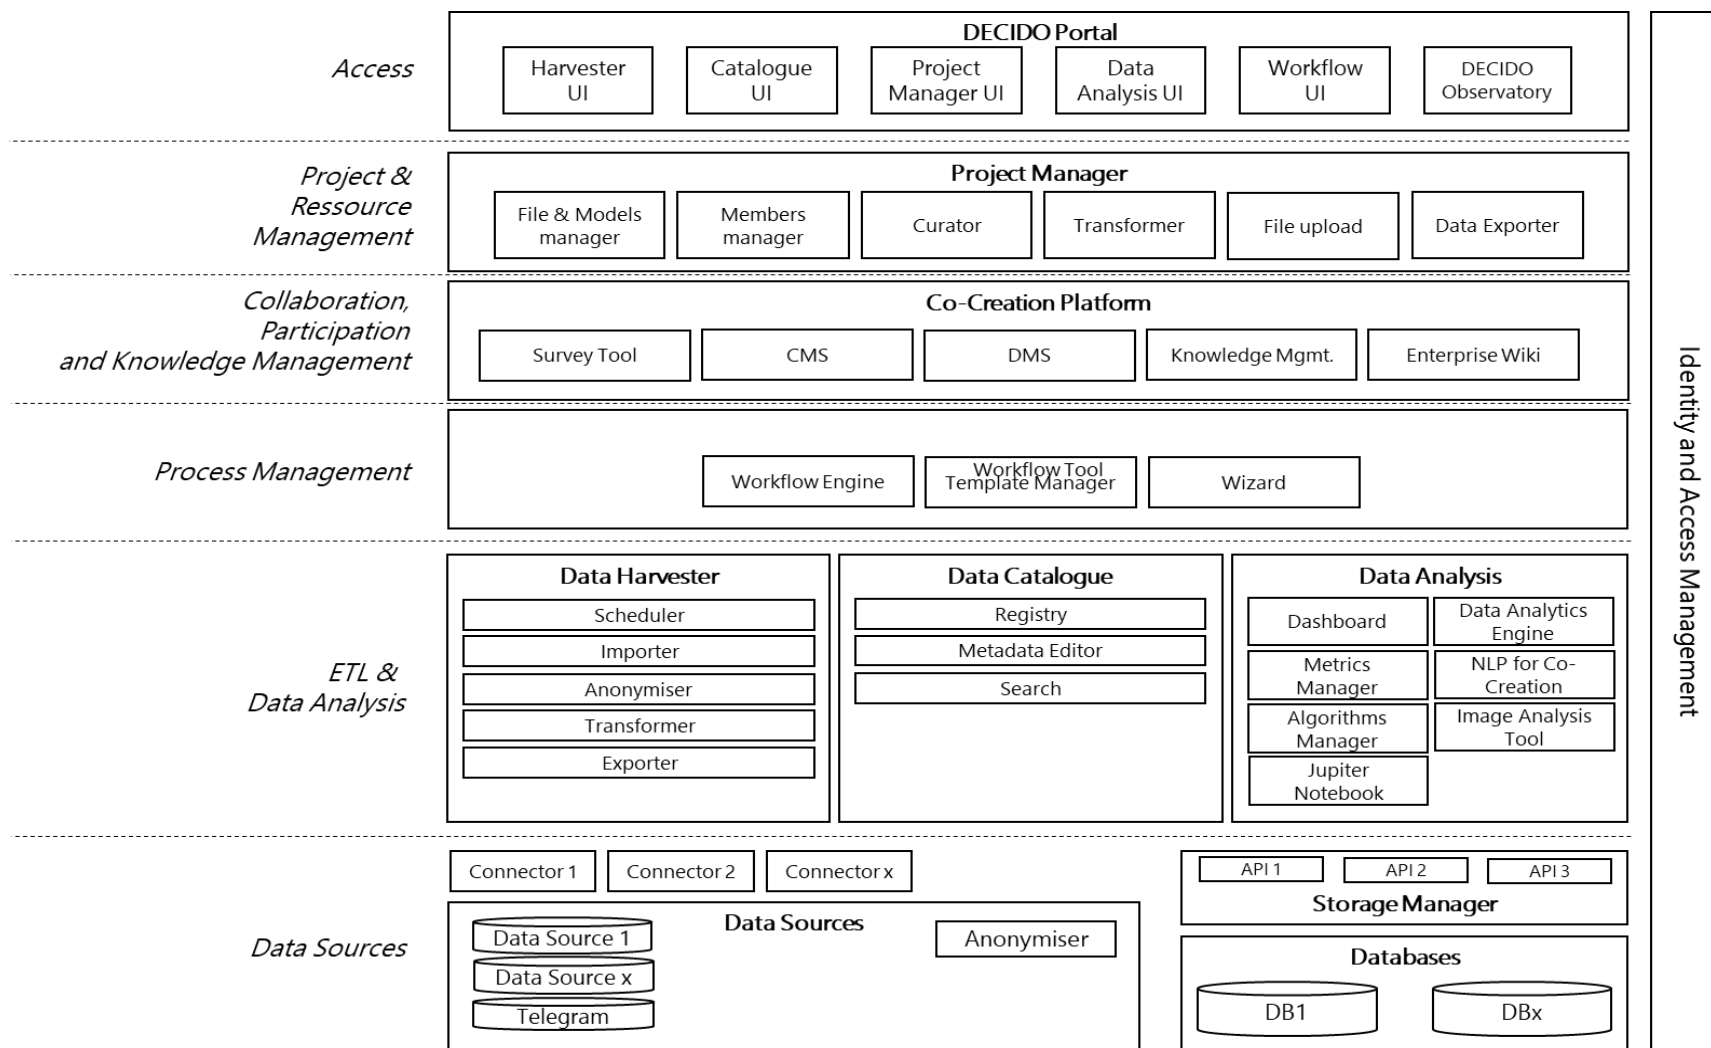 DECIDO Portal
Access
Harvester
UI
Catalogue
UI
Project
Manager UI
Data
Analysis UI
Workflow
UI
DECIDO
Observatory
Project &
Ressource
Management
Project Manager
File & Models
manager
Members
manager
Curator
Transformer
File upload
Data Exporter
Collaboration,
Participation
and Knowledge Management
Co-Creation Platform
Survey Tool
CMS
DMS
Knowledge Mgmt.
Enterprise Wiki
Process Management
Workflow Engine
Workflow Tool
Template Manager
Wizard
ETL &
Data Analysis
Data Harvester
Scheduler
Importer
Anonymiser
Transformer
Exporter
Data Catalogue
Registry
Metadata Editor
Search
Data Analysis
Dashboard
Data Analytics
Engine
Metrics
Manager
NLP for Co-
Creation
Algorithms
Manager
Image Analysis
Tool
Jupiter
Notebook
Data Sources
Connector 1
Connector 2
Connector x
Data Sources
Data Source 1
Data Source x
Telegram
Anonymiser
API 1
API 2
API 3
Storage Manager
Databases
DB1
DBx
Identity and Access Management